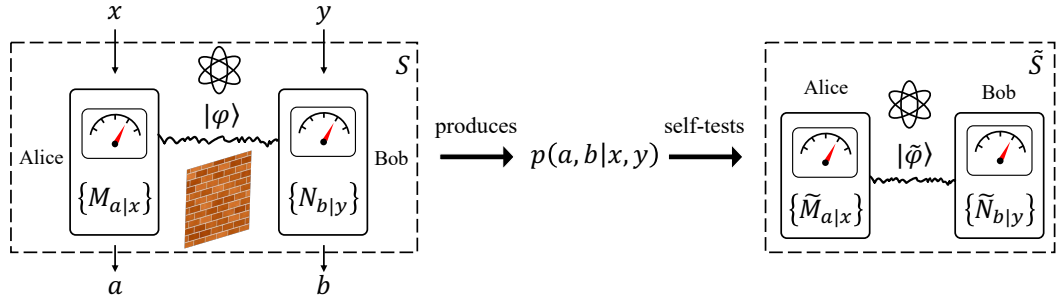 x y
S
|φ⟩
Alice Bob
{M_{a|x}} {N_{b|y}}
a b
produces
p(a, b|x, y)
self-tests
S̃
Alice Bob
|φ̃⟩
{M̃_{a|x}} {Ñ_{b|y}}